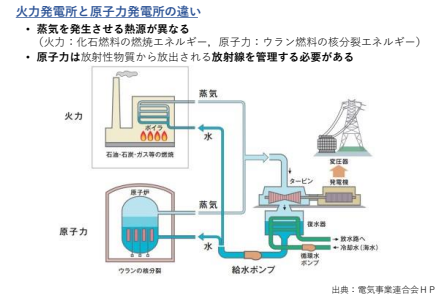 火力発電所と原子力発電所の違い
・蒸気を発生させる熱源が異なる
（火力：化石燃料の燃焼エネルギー，原子力：ウラン燃料の核分裂エネルギー）
・原子力は放射性物質から放出される放射線を管理する必要がある
火力
ボイラ
石油・石炭・ガス等の燃焼
蒸気
水
変圧器
発電機
タービン
原子力
原子炉
ウランの核分裂
蒸気
水
給水ポンプ
復水器
放水路へ
冷却水（海水）
循環水
ポンプ
出典：電気事業連合会ＨＰ